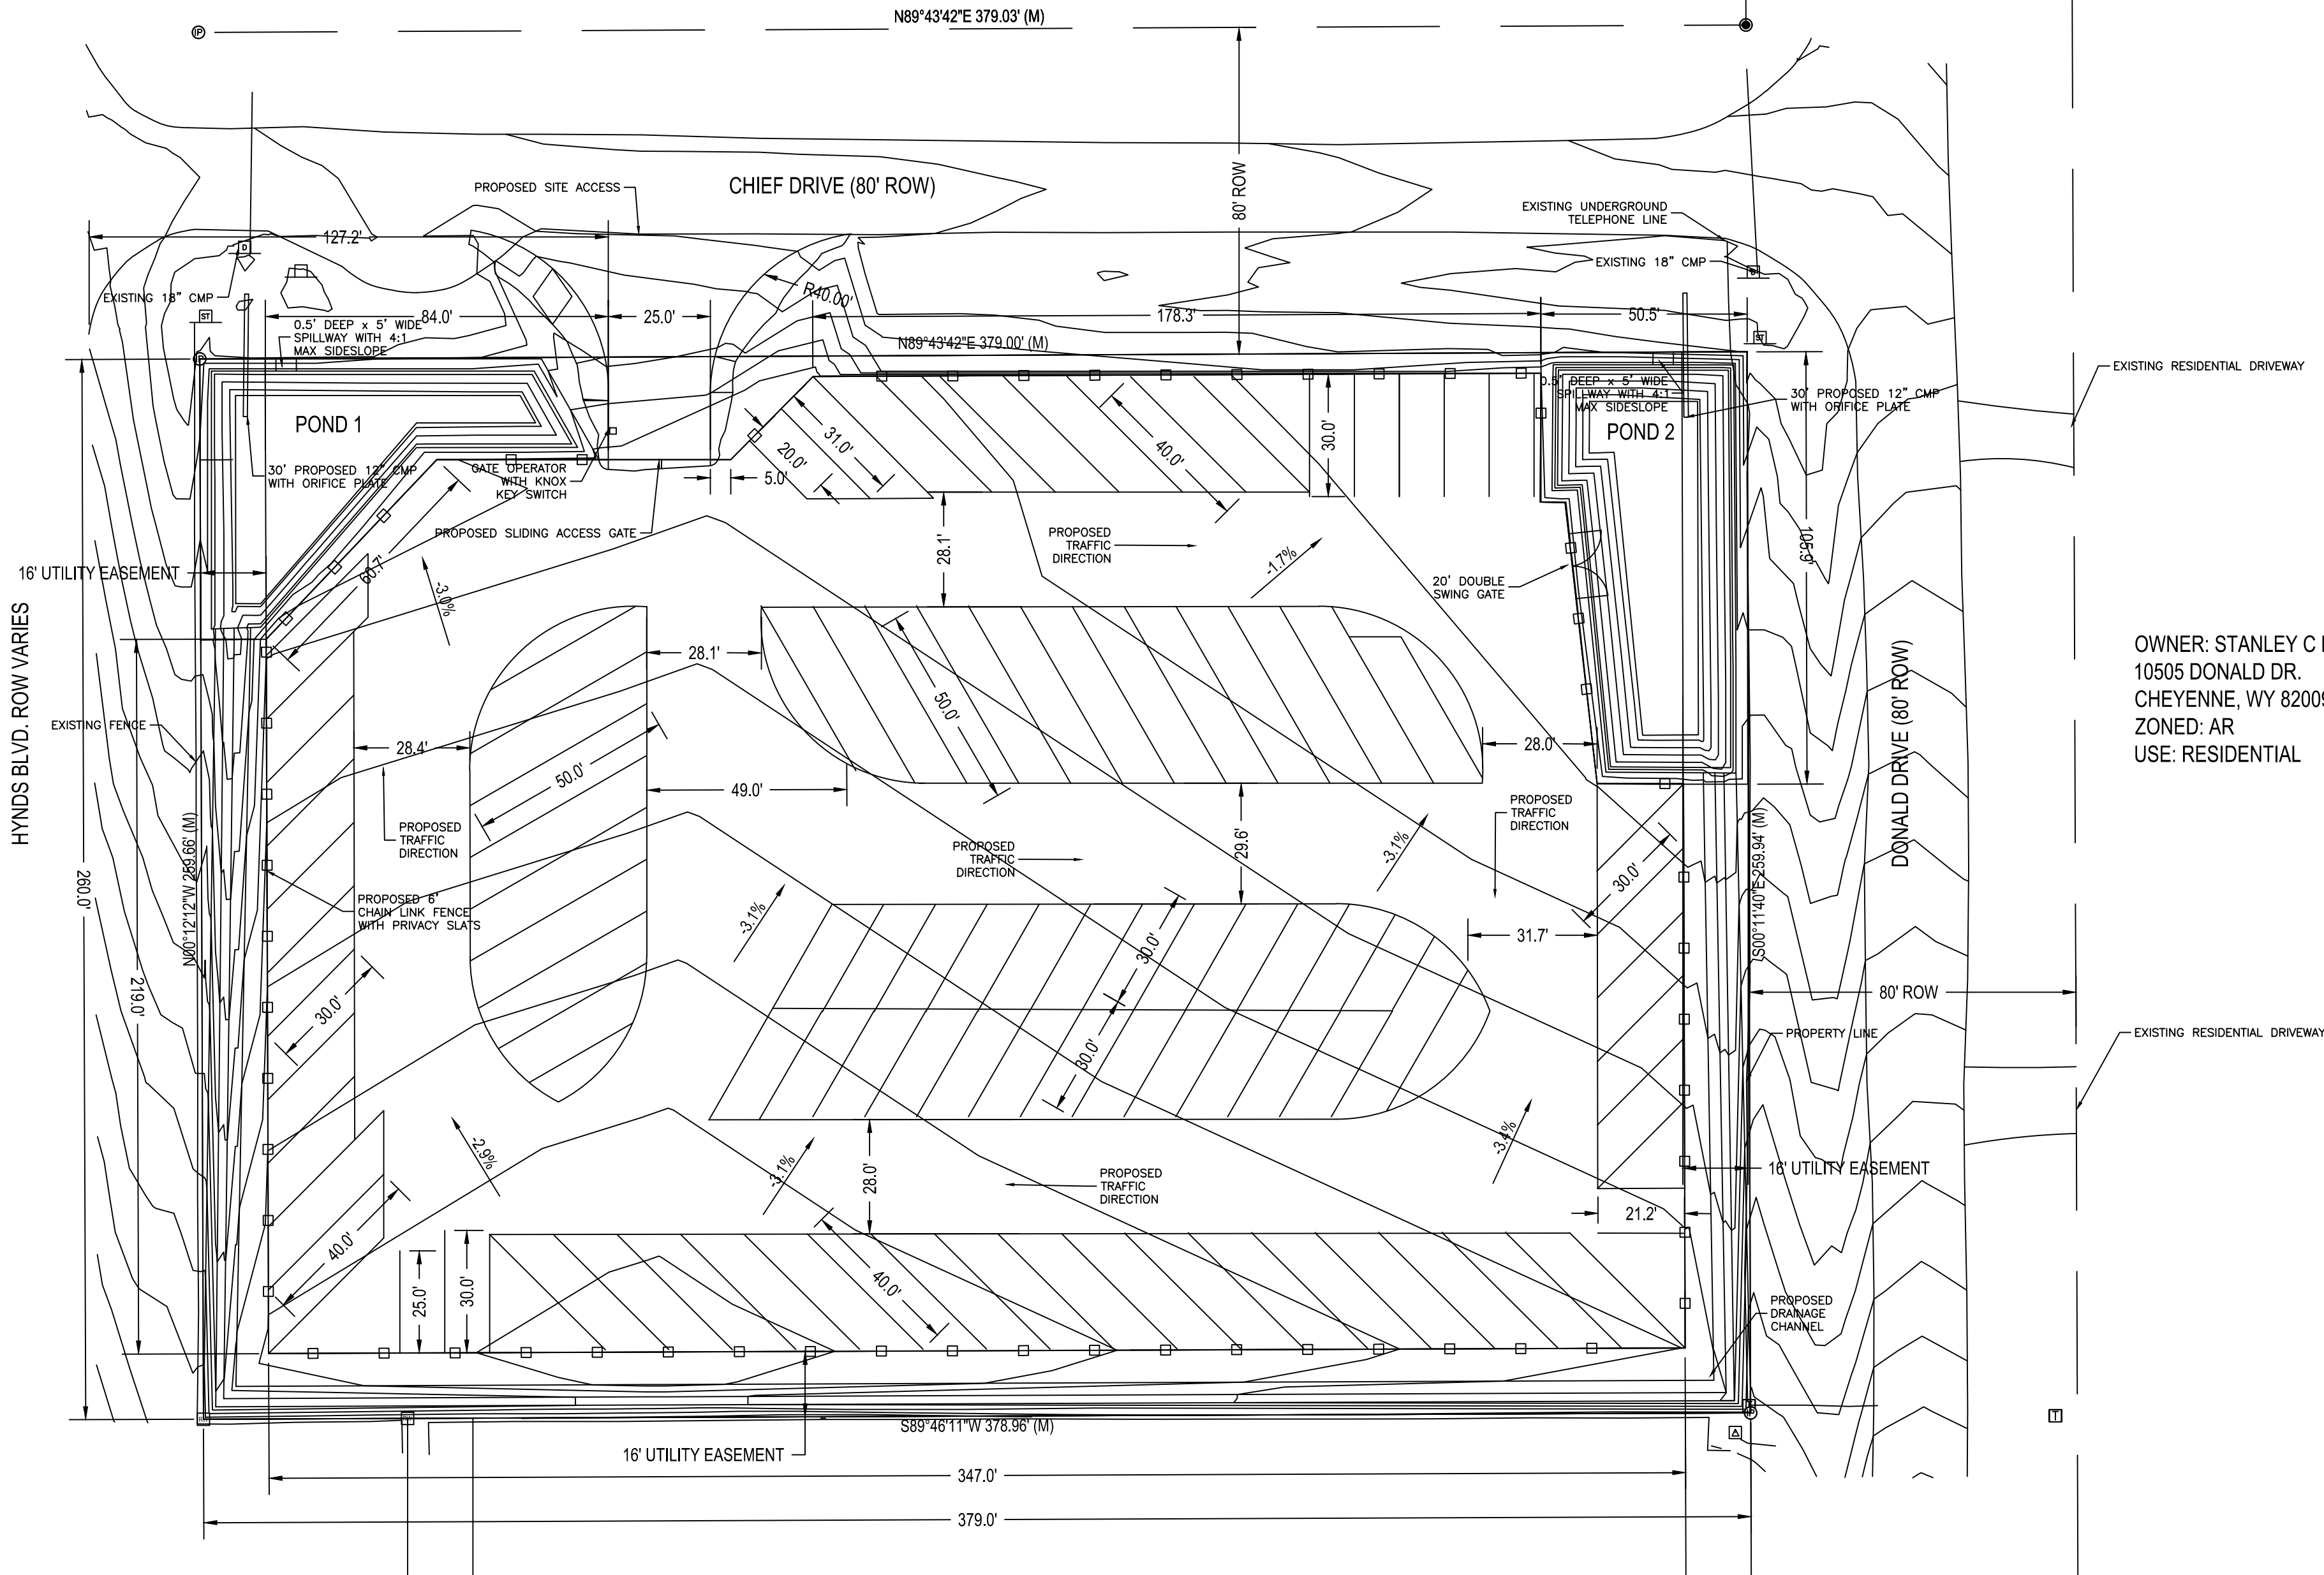 N89°43'42"E 379.03' (M)
IP
CHIEF DRIVE (80' ROW)
PROPOSED SITE ACCESS
80' ROW
EXISTING UNDERGROUND
TELEPHONE LINE
127.2'
D
EXISTING 18" CMP
EXISTING 18" CMP
ST
R40.00'
84.0'
25.0'
178.3'
50.5'
0.5' DEEP x 5' WIDE
SPILLWAY WITH 4:1
MAX SIDESLOPE
ST
N89°43'42"E 379.00' (M)
EXISTING RESIDENTIAL DRIVEWAY
0.5' DEEP x 5' WIDE
SPILLWAY WITH 4:1
MAX SIDESLOPE
30' PROPOSED 12" CMP
WITH ORIFICE PLATE
POND 1
POND 2
31.0'
20.0'
40.0'
30.0'
30' PROPOSED 12" CMP
WITH ORIFICE PLATE
GATE OPERATOR
WITH KNOX
KEY SWITCH
5.0'
PROPOSED SLIDING ACCESS GATE
28.1'
PROPOSED
TRAFFIC
DIRECTION
-1.7%
105.9'
16' UTILITY EASEMENT
60.7'
-3.0%
20' DOUBLE
SWING GATE
HYNDS BLVD. ROW VARIES
28.1'
50.0'
OWNER: STANLEY C
10505 DONALD DR.
CHEYENNE, WY 82009
ZONED: AR
USE: RESIDENTIAL
DONALD DRIVE (80' ROW)
EXISTING FENCE
28.4'
50.0'
28.0'
49.0'
PROPOSED
TRAFFIC
DIRECTION
PROPOSED
TRAFFIC
DIRECTION
PROPOSED
TRAFFIC
DIRECTION
29.6'
-3.1%
30.0'
N00°12'12"W 259.66' (M)
S00°11'40"E 259.94' (M)
260.0'
PROPOSED 6'
CHAIN LINK FENCE
WITH PRIVACY SLATS
-3.1%
30.0'
31.7'
219.0'
30.0'
80' ROW
30.0'
PROPERTY LINE
EXISTING RESIDENTIAL DRIVEWAY
-2.9%
-3.1%
28.0'
PROPOSED
TRAFFIC
DIRECTION
-3.4%
16' UTILITY EASEMENT
21.2'
40.0'
25.0'
30.0'
40.0'
PROPOSED
DRAINAGE
CHANNEL
T
S89°46'11"W 378.96' (M)
16' UTILITY EASEMENT
347.0'
379.0'